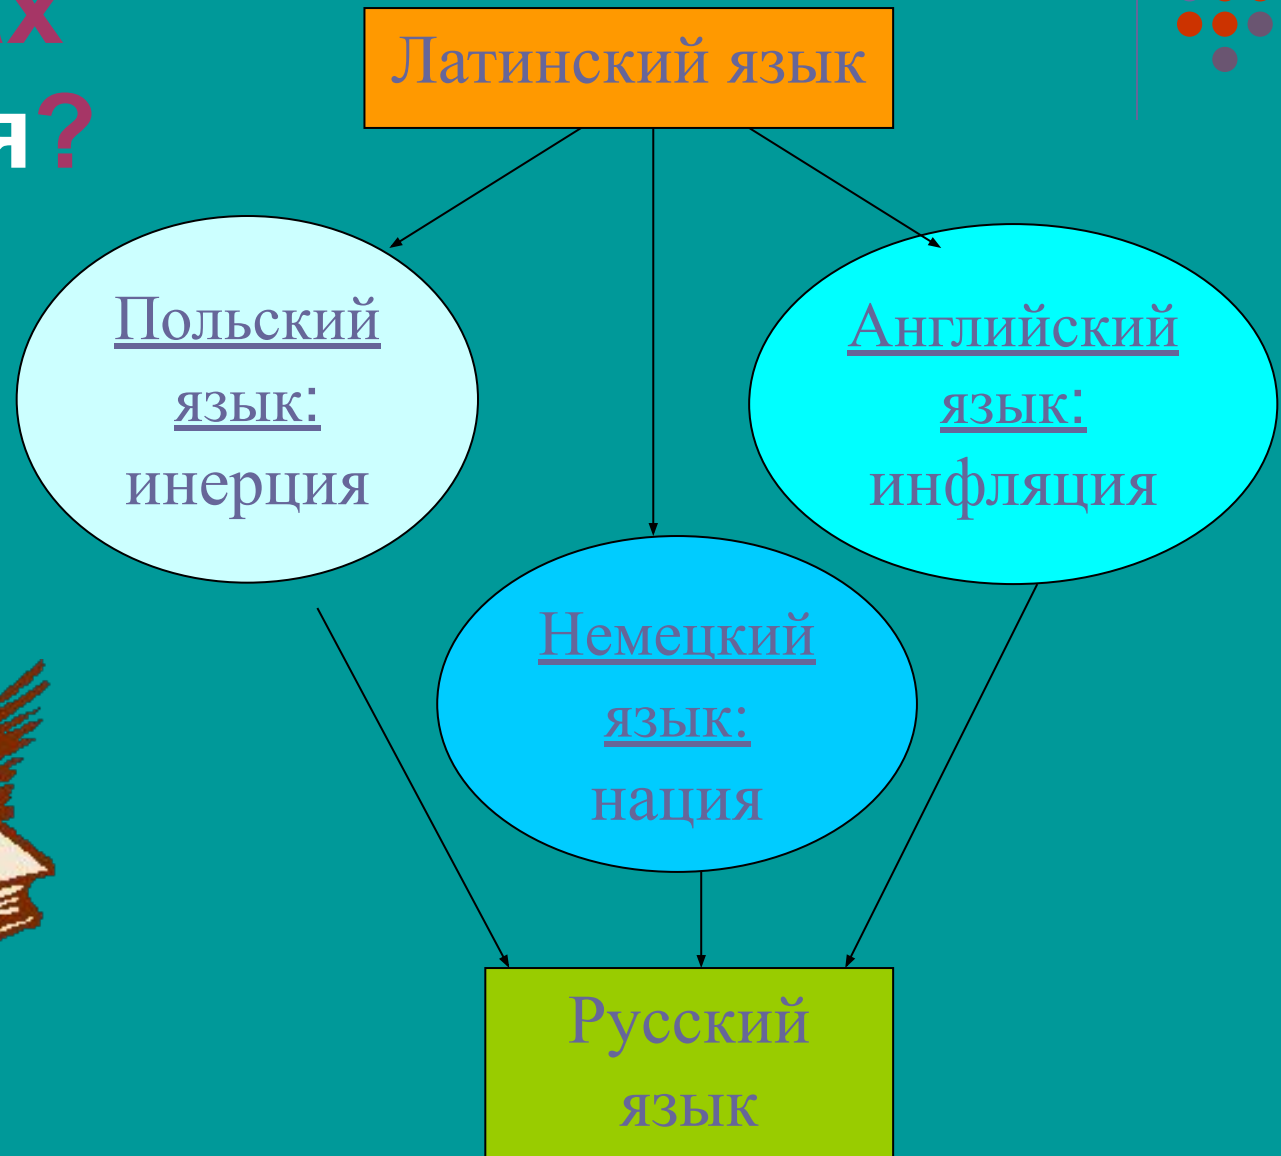 х
я?
Латинский язык
Польский
язык:
инерция
Английский
язык:
инфляция
Немецкий
язык:
нация
Русский
язык